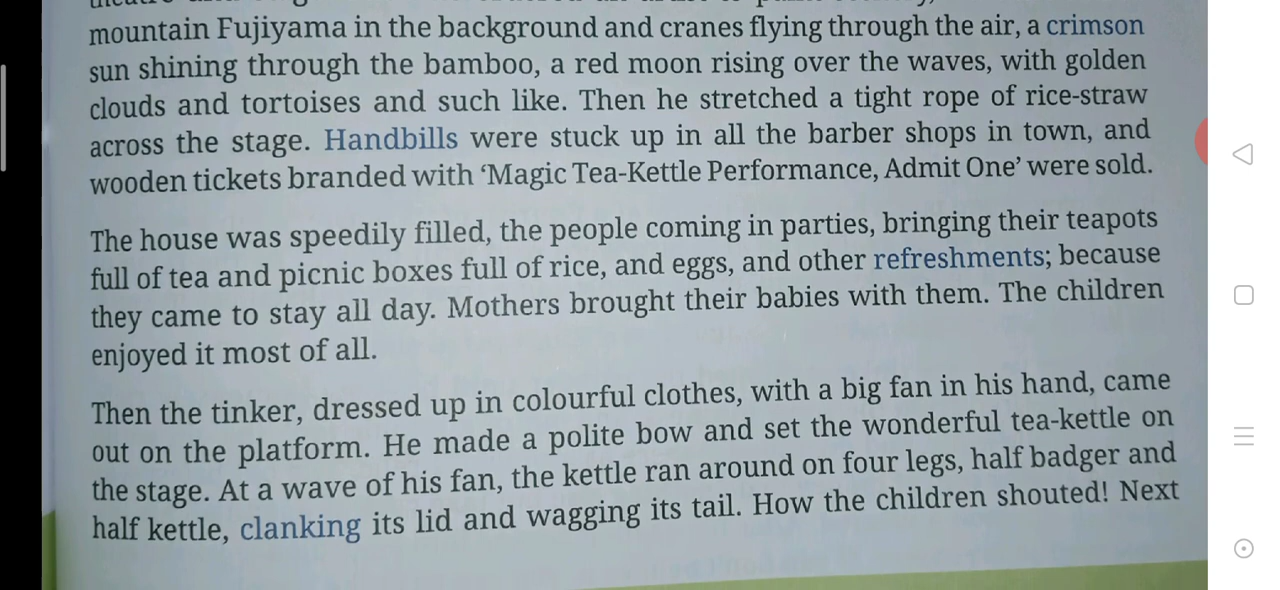 mountain Fujiyama in the background and cranes flying through the air, a crimson
sun shining through the bamboo, a red moon rising over the waves, with golden
clouds and tortoises and such like. Then he stretched a tight rope of rice-straw
across the stage. Handbills were stuck up in all the barber shops in town, and
wooden tickets branded with ‘Magic Tea-Kettle Performance, Admit One’ were sold.
The house was speedily filled, the people coming in parties, bringing their teapots
full of tea and picnic boxes full of rice, and eggs, and other refreshments; because
they came to stay all day. Mothers brought their babies with them. The children
enjoyed it most of all.
Then the tinker, dressed up in colourful clothes, with a big fan in his hand, came
out on the platform. He made a polite bow and set the wonderful tea-kettle on
the stage. At a wave of his fan, the kettle ran around on four legs, half badger and
half kettle, clanking its lid and wagging its tail. How the children shouted! Next